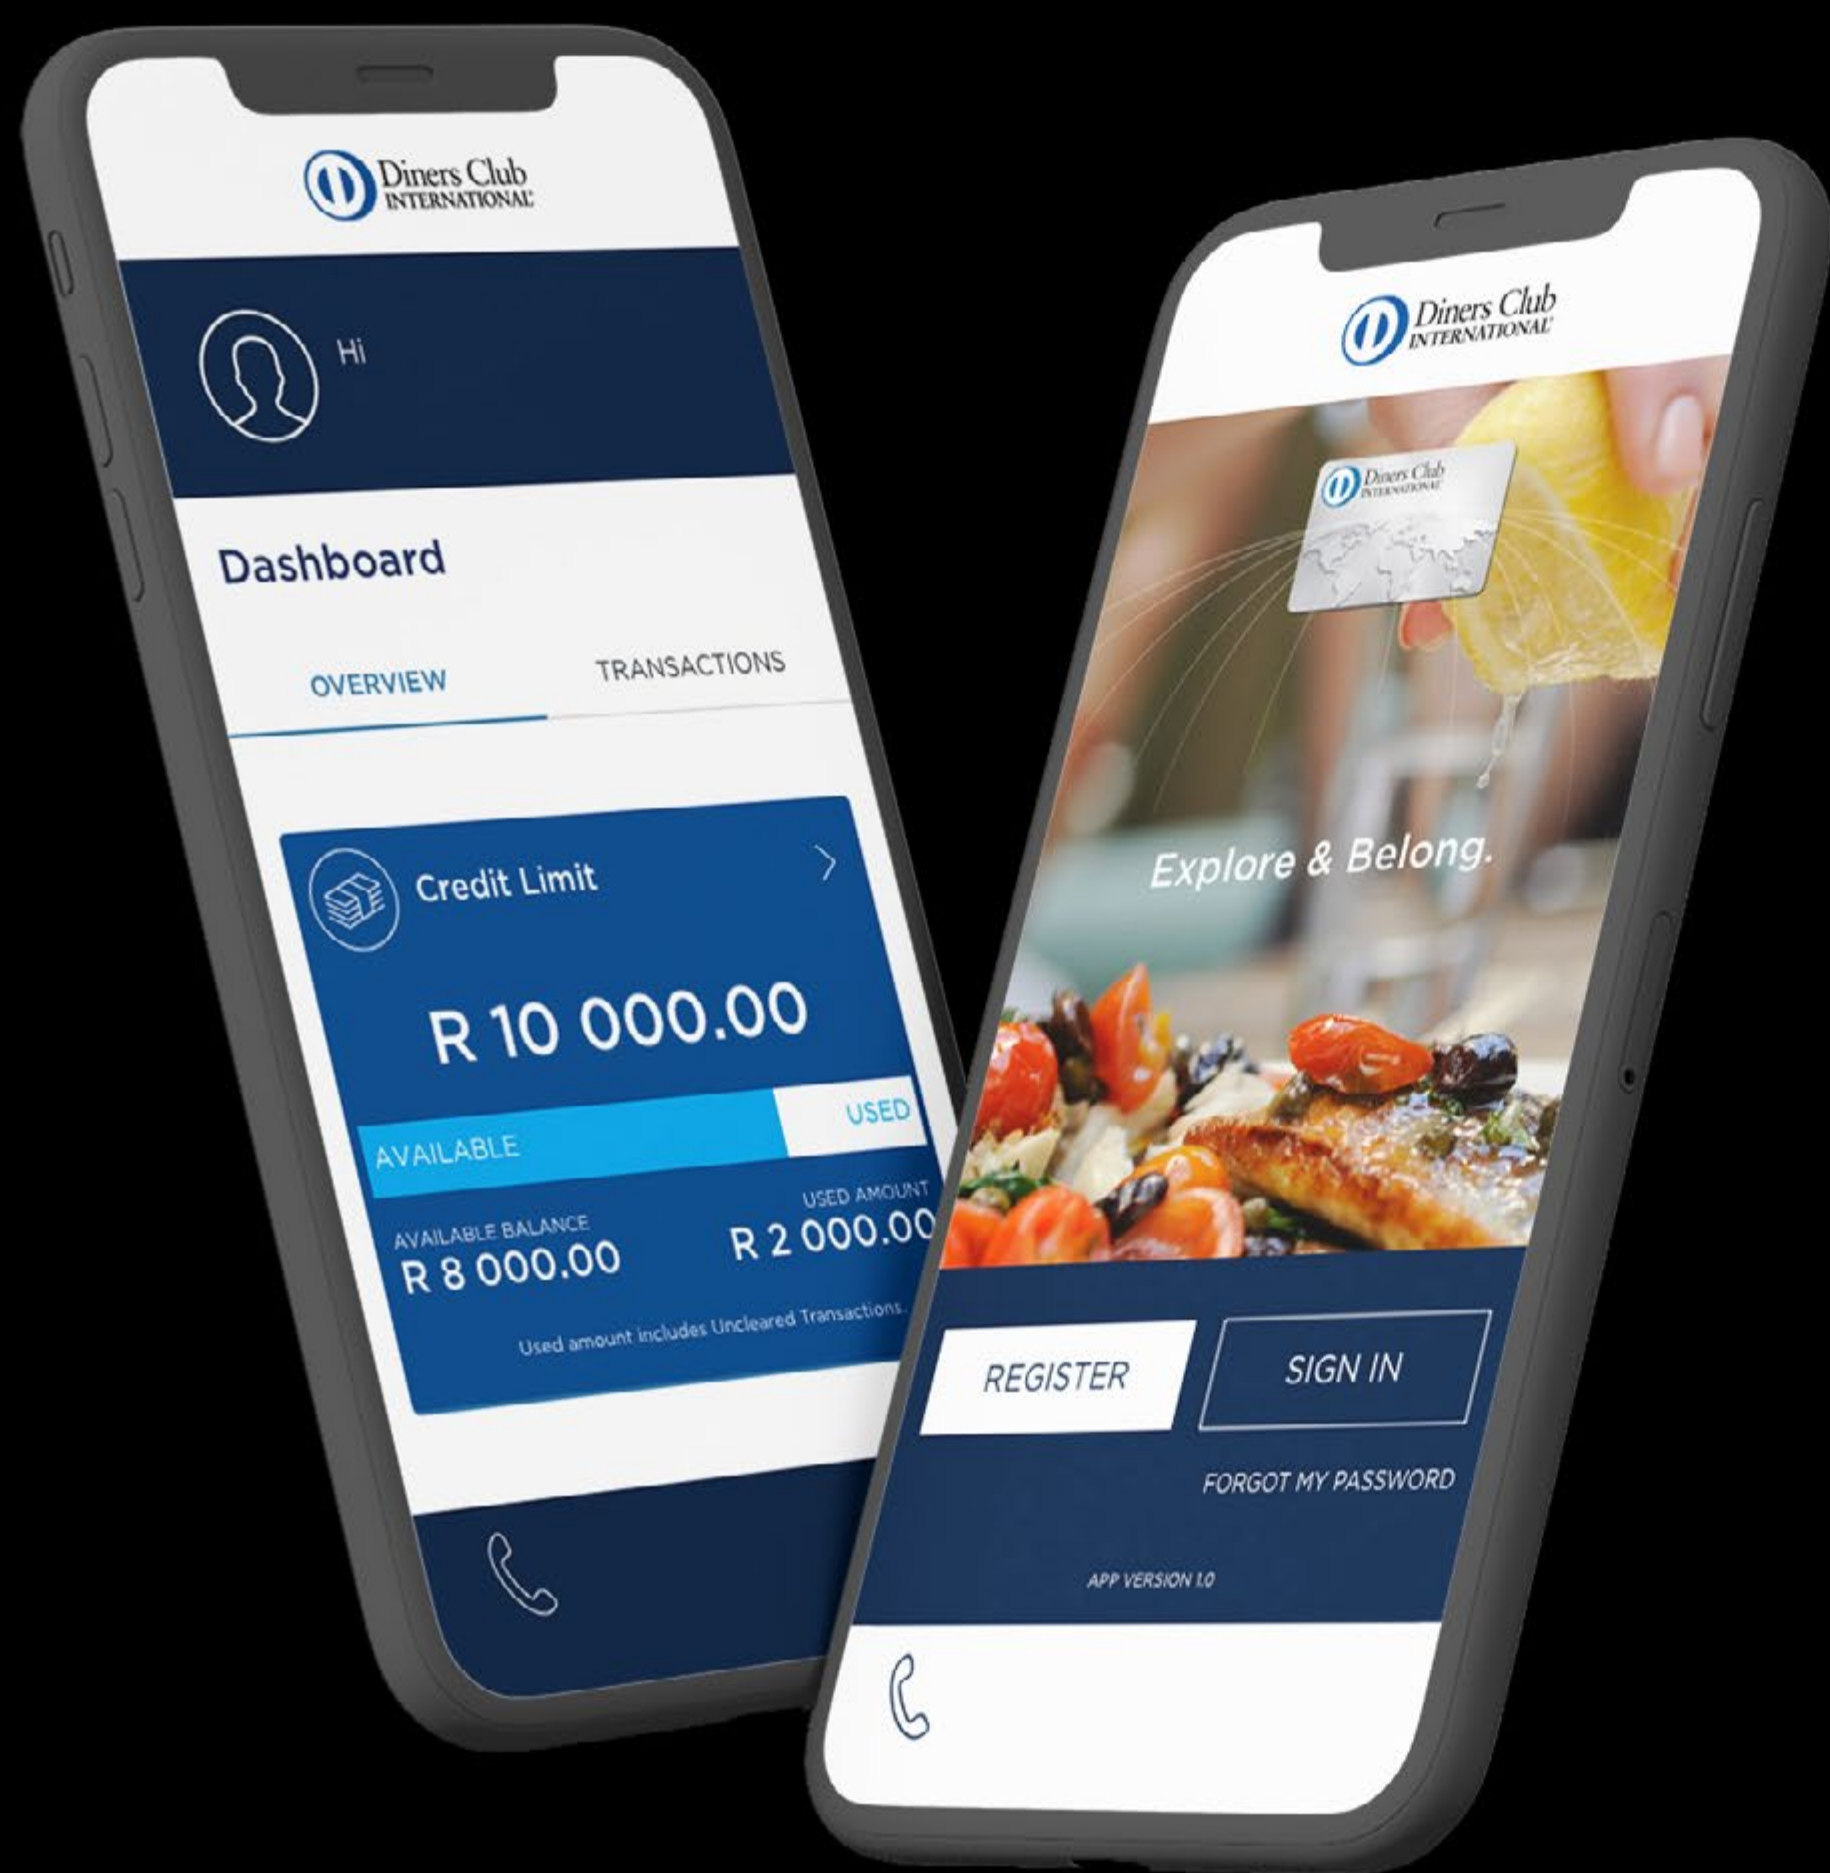 Diners Club
INTERNATIONAL®
Hi
Dashboard
OVERVIEW
TRANSACTIONS
Credit Limit
R 10 000.00
AVAILABLE
USED
AVAILABLE BALANCE
R 8 000.00
USED AMOUNT
R 2 000.00
Used amount includes Uncleared Transactions.
Diners Club
INTERNATIONAL®
Diners Club
INTERNATIONAL
Explore & Belong.
REGISTER
SIGN IN
FORGOT MY PASSWORD
APP VERSION 1.0